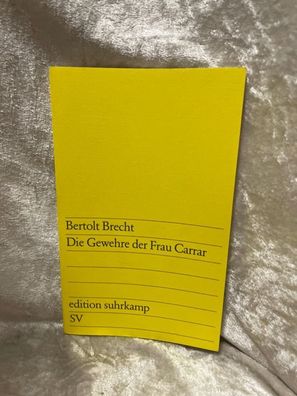 Bertolt Brecht
Die Gewehre der Frau Carrar
edition suhrkamp
SV